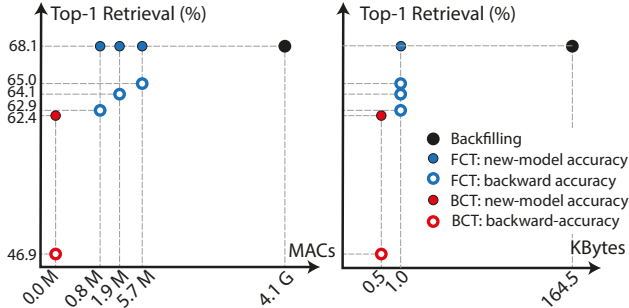 Top-1 Retrieval (%)
68.1
65.0
64.1
62.9
62.4
46.9
MACs
0.0 M
0.8 M
1.9 M
5.7 M
4.1 G
Top-1 Retrieval (%)
Backfilling
FCT: new-model accuracy
FCT: backward accuracy
BCT: new-model accuracy
BCT: backward-accuracy
KBytes
0.5
1.0
164.5